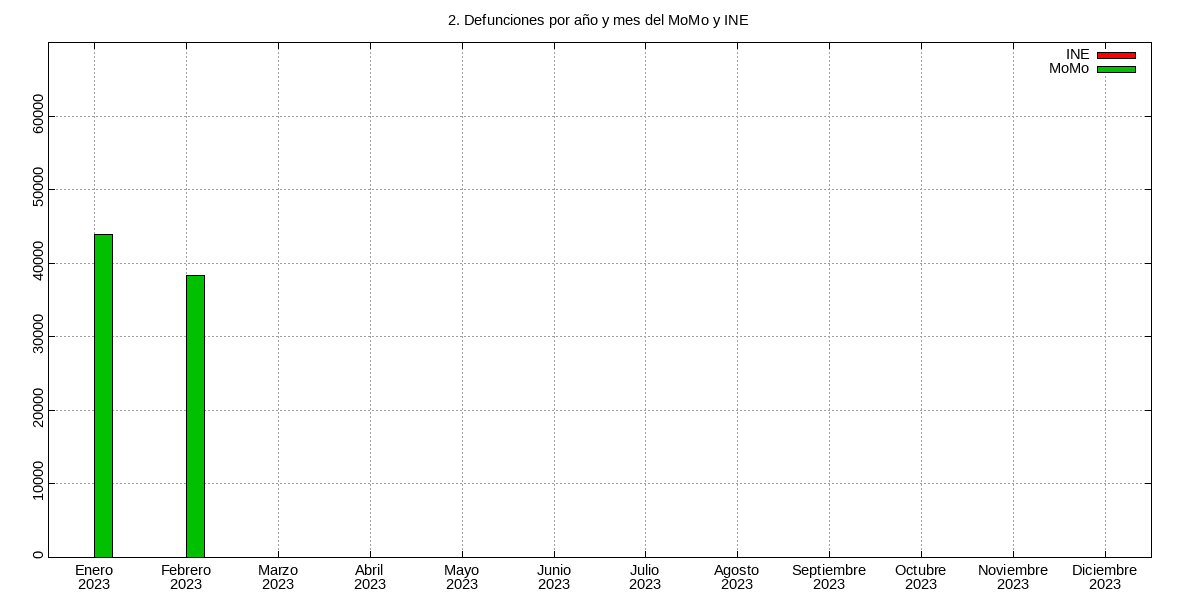 2. Defunciones por año y mes del MoMo y INE
INE
MoMo
60000
50000
40000
30000
20000
10000
0
Enero Febrero Marzo Abril Mayo Junio Julio Agosto Septiembre Octubre Noviembre Diciembre
2023 2023 2023 2023 2023 2023 2023 2023 2023 2023 2023 2023